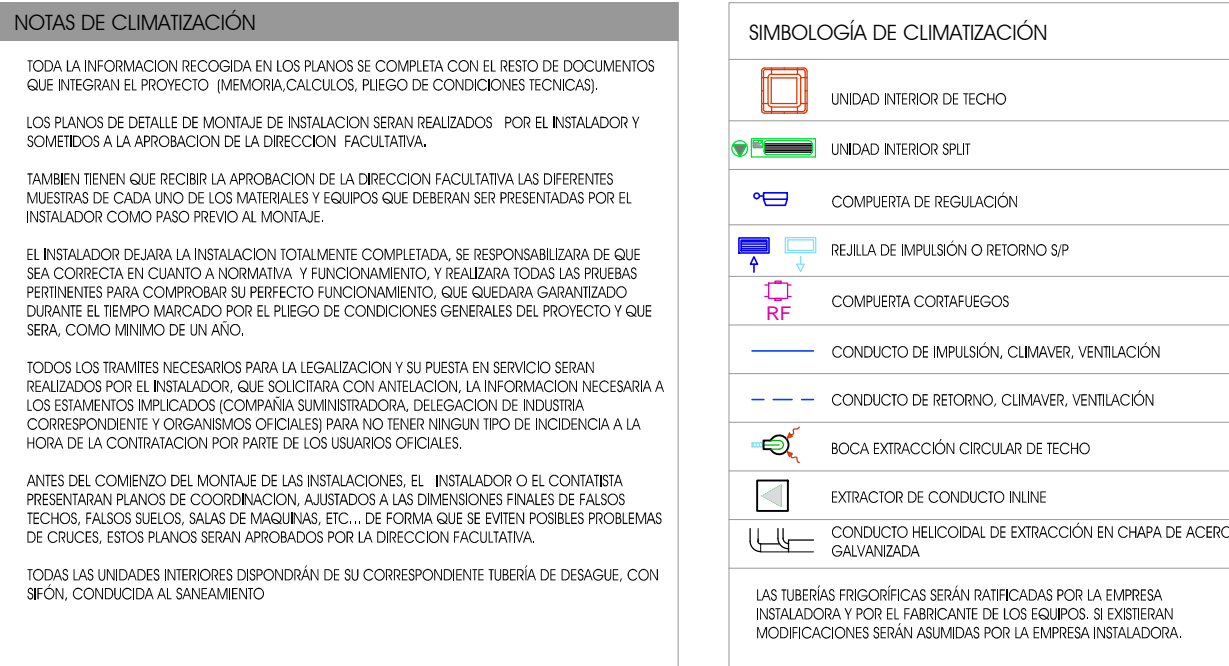 NOTAS DE CLIMATIZACIÓN
TODA LA INFORMACION RECOGIDA EN LOS PLANOS SE COMPLETA CON EL RESTO DE DOCUMENTOS
QUE INTEGRAN EL PROYECTO (MEMORIA,CALCULOS, PLIEGO DE CONDICIONES TECNICAS).
LOS PLANOS DE DETALLE DE MONTAJE DE INSTALACION SERAN REALIZADOS POR EL INSTALADOR Y
SOMETIDOS A LA APROBACION DE LA DIRECCION FACULTATIVA.
TAMBIEN TIENEN QUE RECIBIR LA APROBACION DE LA DIRECCION FACULTATIVA LAS DIFERENTES
MUESTRAS DE CADA UNO DE LOS MATERIALES Y EQUIPOS QUE DEBERAN SER PRESENTADAS POR EL
INSTALADOR COMO PASO PREVIO AL MONTAJE.
EL INSTALADOR DEJARA LA INSTALACION TOTALMENTE COMPLETADA, SE RESPONSABILIZARA DE QUE
SEA CORRECTA EN CUANTO A NORMATIVA Y FUNCIONAMIENTO, Y REALIZARA TODAS LAS PRUEBAS
PERTINENTES PARA COMPROBAR SU PERFECTO FUNCIONAMIENTO, QUE QUEDARA GARANTIZADO
DURANTE EL TIEMPO MARCADO POR EL PLIEGO DE CONDICIONES GENERALES DEL PROYECTO Y QUE
SERA, COMO MINIMO DE UN AÑO.
TODOS LOS TRAMITES NECESARIOS PARA LA LEGALIZACION Y SU PUESTA EN SERVICIO SERAN
REALIZADOS POR EL INSTALADOR, QUE SOLICITARA CON ANTELACION, LA INFORMACION NECESARIA A
LOS ESTAMENTOS IMPLICADOS (COMPAÑIA SUMINISTRADORA, DELEGACION DE INDUSTRIA
CORRESPONDIENTE Y ORGANISMOS OFICIALES) PARA NO TENER NINGUN TIPO DE INCIDENCIA A LA
HORA DE LA CONTRATACION POR PARTE DE LOS USUARIOS OFICIALES.
ANTES DEL COMIENZO DEL MONTAJE DE LAS INSTALACIONES, EL INSTALADOR O EL CONTATISTA
PRESENTARAN PLANOS DE COORDINACION, AJUSTADOS A LAS DIMENSIONES FINALES DE FALSOS
TECHOS, FALSOS SUELOS, SALAS DE MAQUINAS, ETC... DE FORMA QUE SE EVITEN POSIBLES PROBLEMAS
DE CRUCES, ESTOS PLANOS SERAN APROBADOS POR LA DIRECCION FACULTATIVA.
TODAS LAS UNIDADES INTERIORES DISPONDRÁN DE SU CORRESPONDIENTE TUBERÍA DE DESAGUE, CON
SIFÓN, CONDUCIDA AL SANEAMIENTO
SIMBOLOGÍA DE CLIMATIZACIÓN
UNIDAD INTERIOR DE TECHO
UNIDAD INTERIOR SPLIT
COMPUERTA DE REGULACIÓN
REJILLA DE IMPULSIÓN O RETORNO S/P
RF
COMPUERTA CORTAFUEGOS
CONDUCTO DE IMPULSIÓN, CLIMAVER, VENTILACIÓN
CONDUCTO DE RETORNO, CLIMAVER, VENTILACIÓN
BOCA EXTRACCIÓN CIRCULAR DE TECHO
EXTRACTOR DE CONDUCTO INLINE
CONDUCTO HELICOIDAL DE EXTRACCIÓN EN CHAPA DE ACERO
GALVANIZADA
LAS TUBERÍAS FRIGORÍFICAS SERÁN RATIFICADAS POR LA EMPRESA
INSTALADORA Y POR EL FABRICANTE DE LOS EQUIPOS. SI EXISTIERAN
MODIFICACIONES SERÁN ASUMIDAS POR LA EMPRESA INSTALADORA.